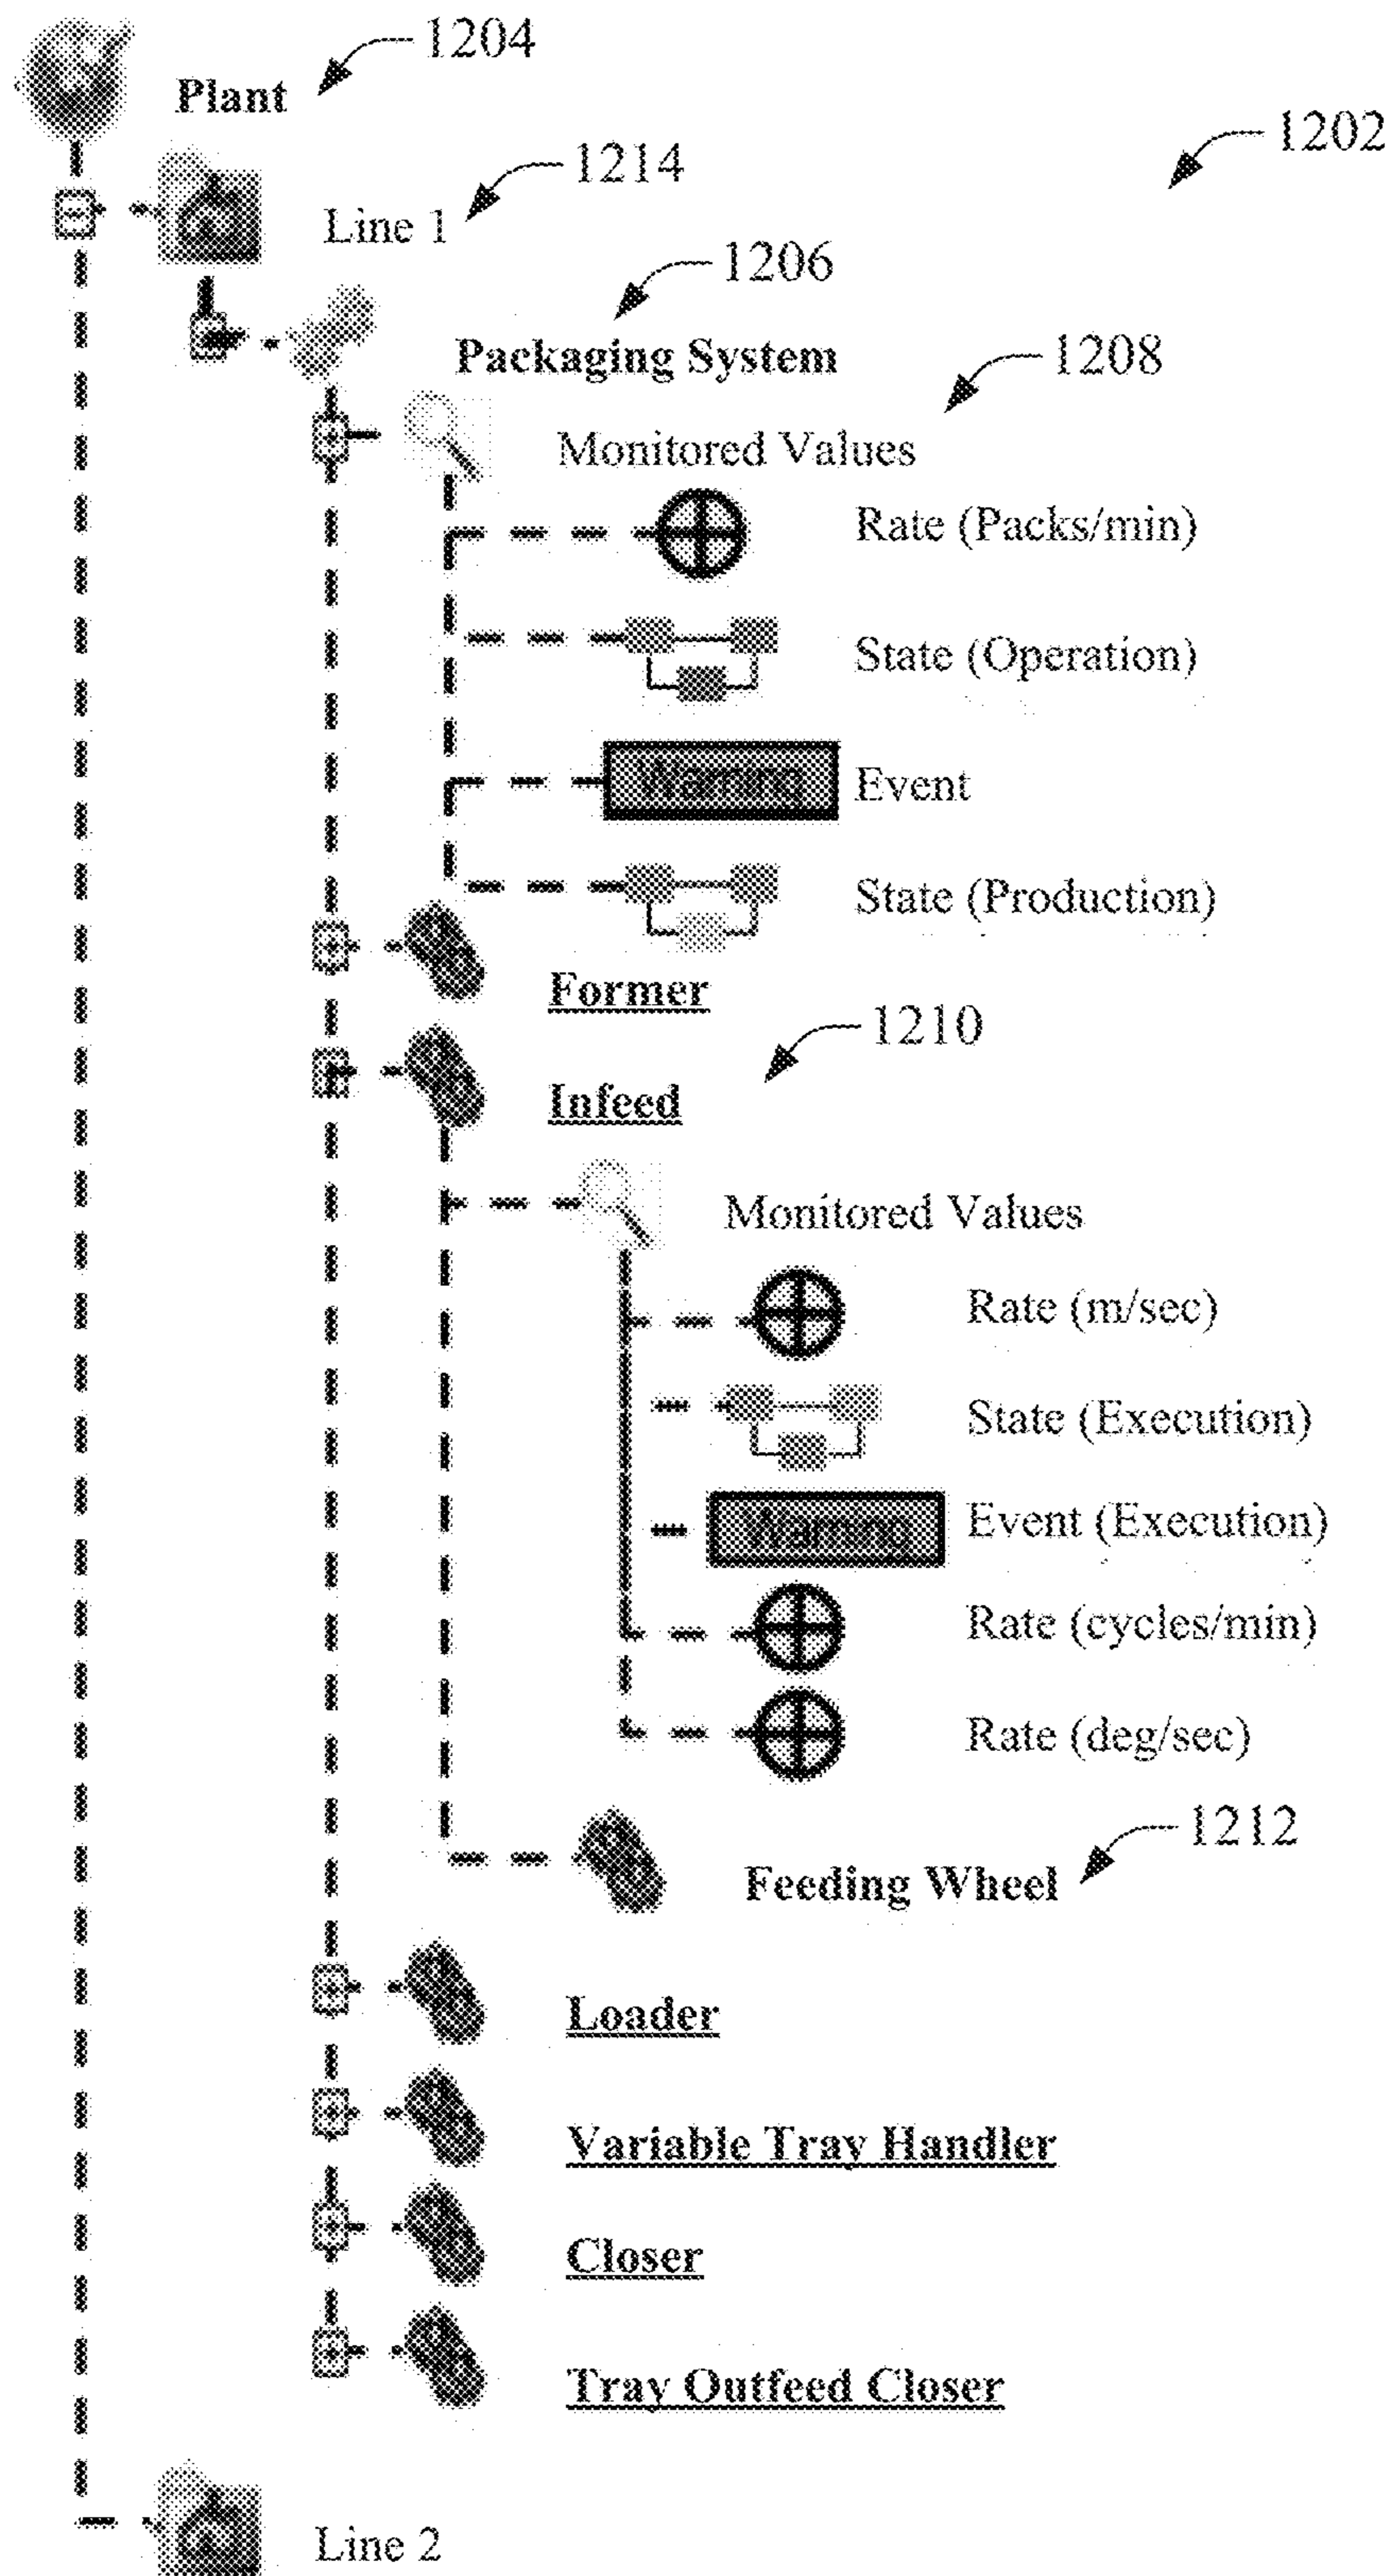 1204
Plant
1202
1214
Line 1
1206
Packaging System
1208
Monitored Values
Rate (Packs/min)
State (Operation)
Warning Event
State (Production)
Former
1210
Infeed
Monitored Values
Rate (m/sec)
State (Execution)
Warning Event (Execution)
Rate (cycles/min)
Rate (deg/sec)
1212
Feeding Wheel
Loader
Variable Tray Handler
Closer
Tray Outfeed Closer
Line 2